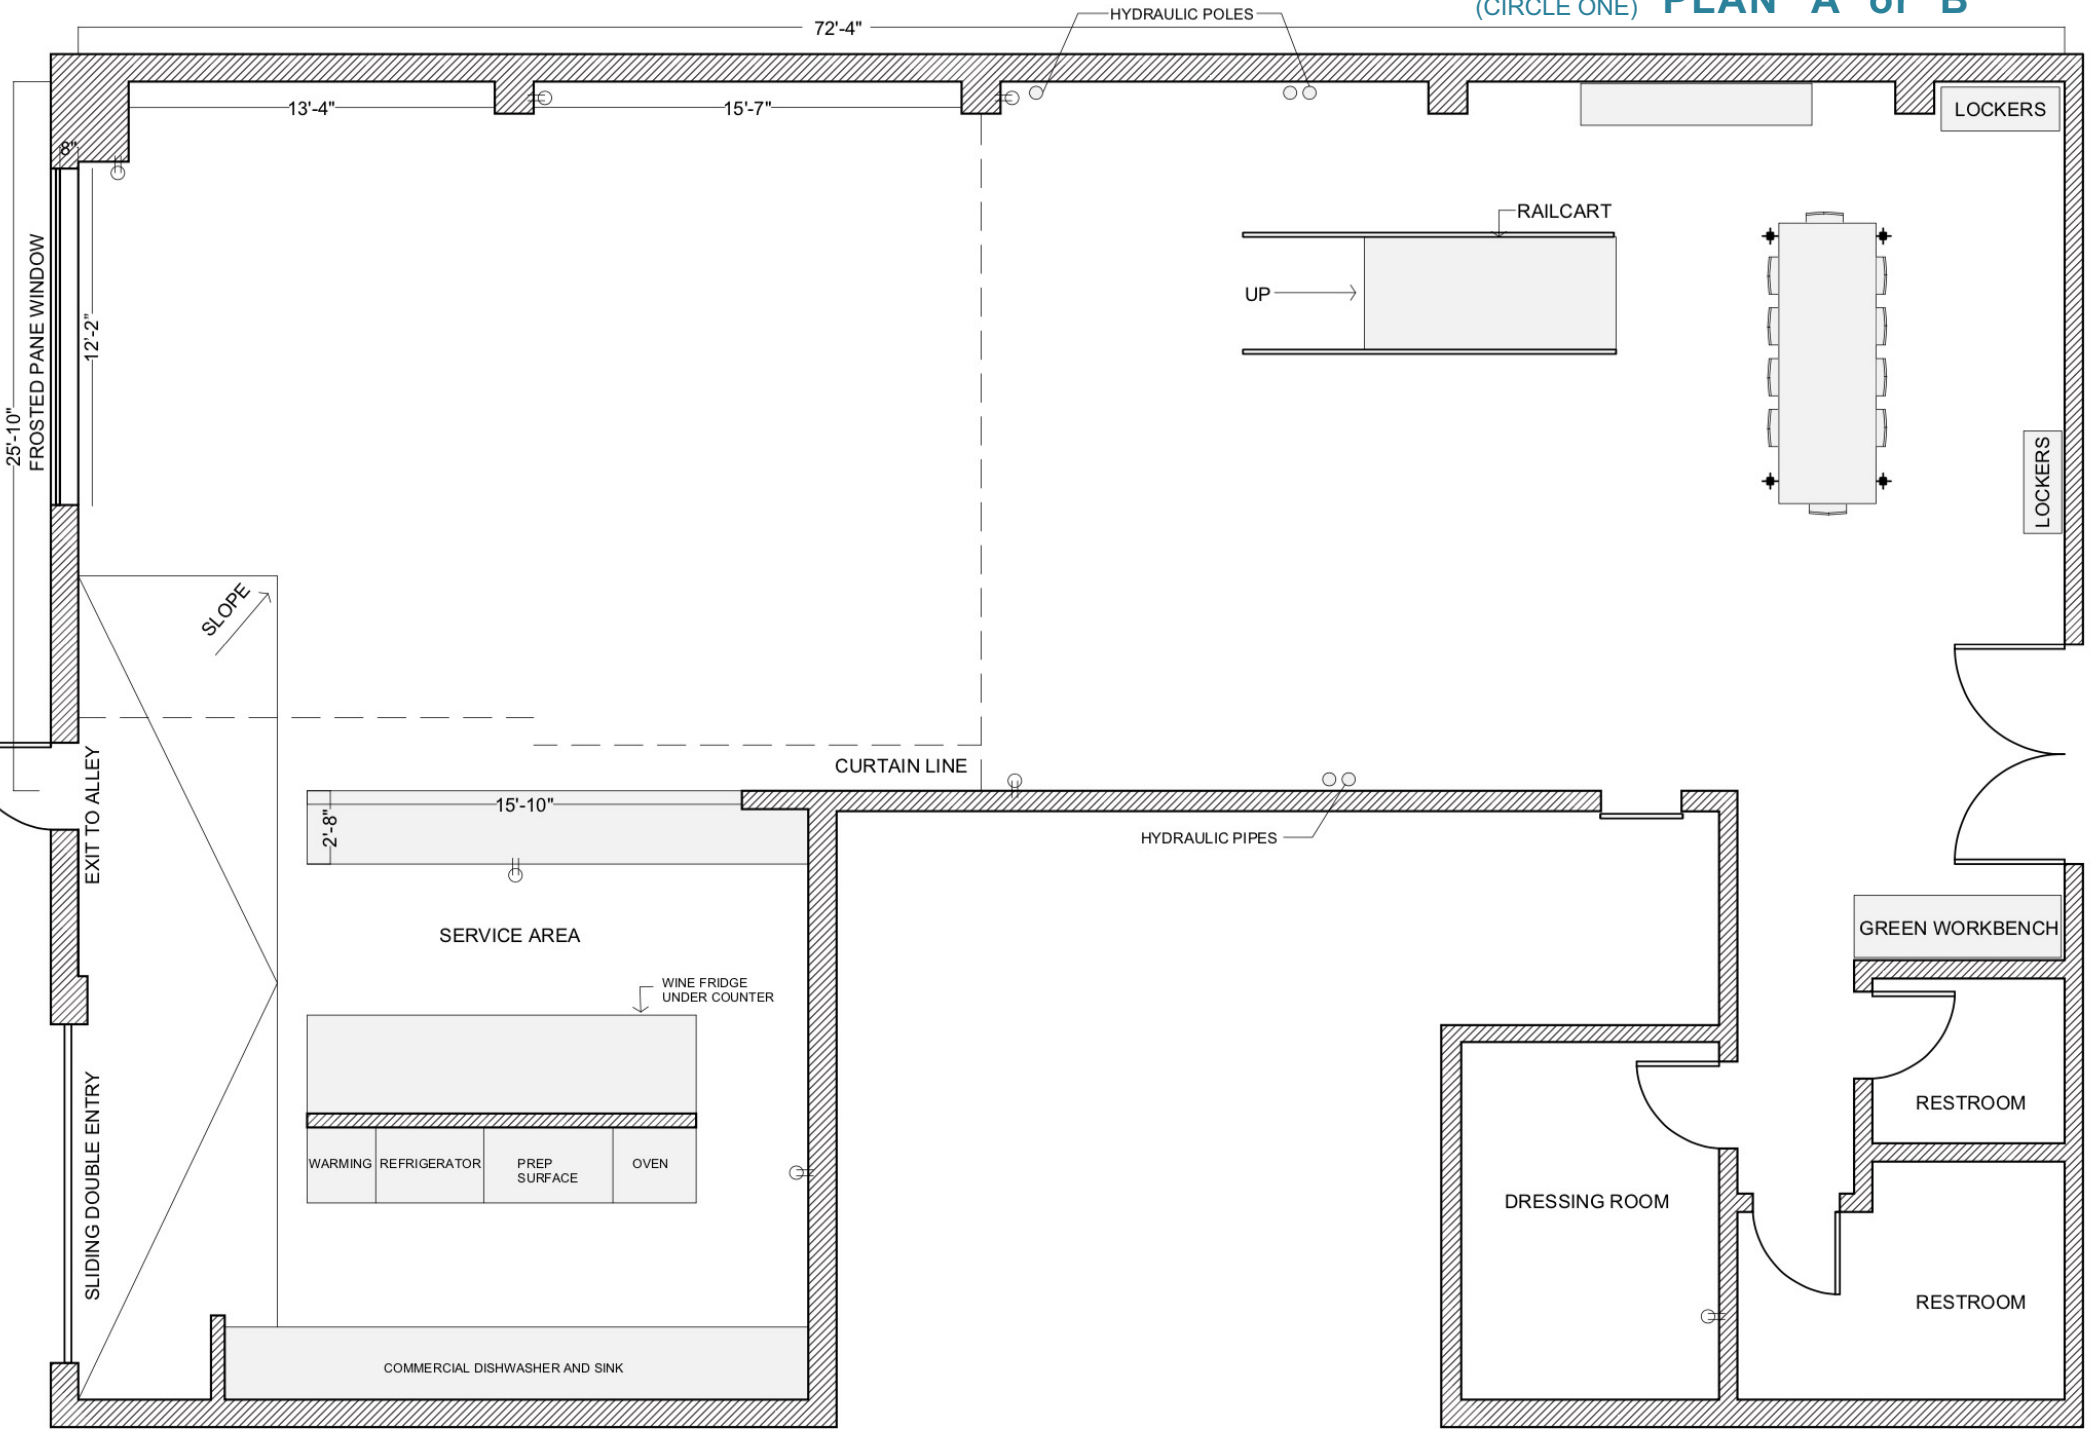 (CIRCLE ONE) PLAN "A" or "B"
HYDRAULIC POLES
72'-4"
13'-4"
15'-7"
LOCKERS
8"
RAILCART
UP
12'-2"
FROSTED PANE WINDOW
25'-10"
LOCKERS
SLOPE
CURTAIN LINE
EXIT TO ALLEY
15'-10"
2'-8"
HYDRAULIC PIPES
SERVICE AREA
GREEN WORKBENCH
WINE FRIDGE
UNDER COUNTER
RESTROOM
SLIDING DOUBLE ENTRY
WARMING
REFRIGERATOR
PREP
SURFACE
OVEN
DRESSING ROOM
RESTROOM
COMMERCIAL DISHWASHER AND SINK